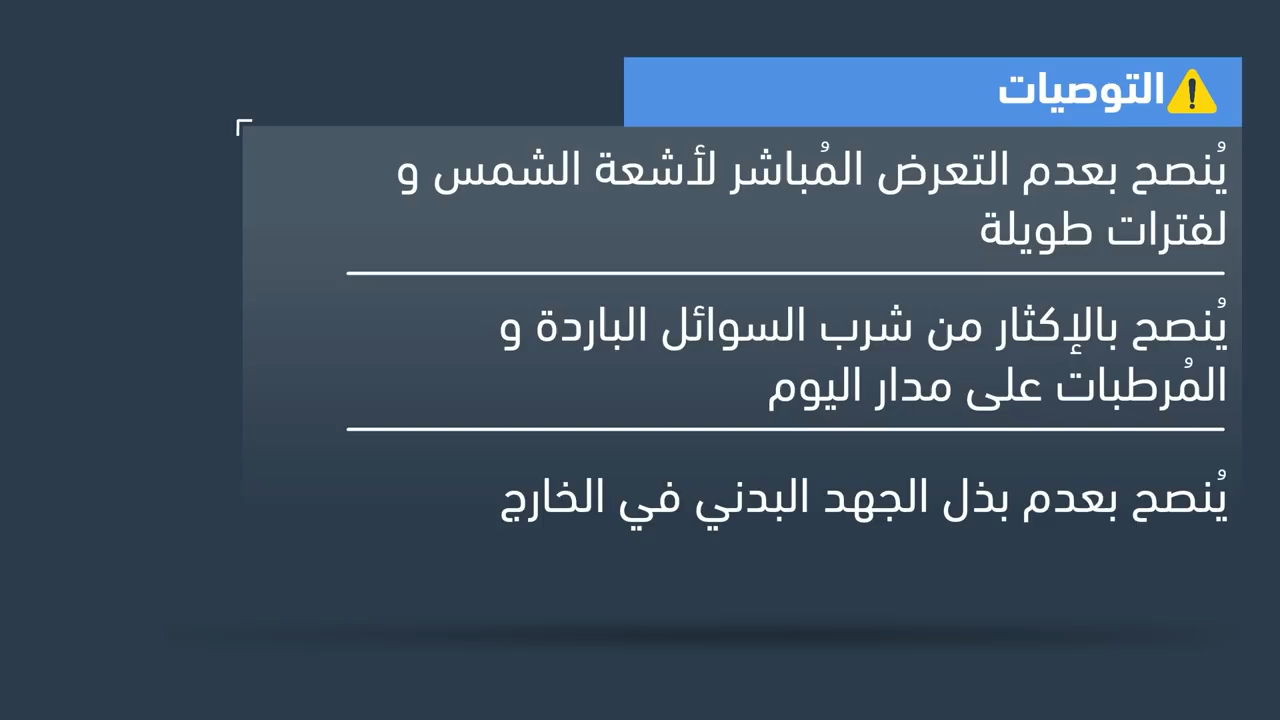 التوصيات
يُنصح بعدم التعرض المُباشر لأشعة الشمس و
لفترات طويلة
يُنصح بالإكثار من شرب السوائل الباردة و
المُرطبات على مدار اليوم
يُنصح بعدم بذل الجهد البدني في الخارج